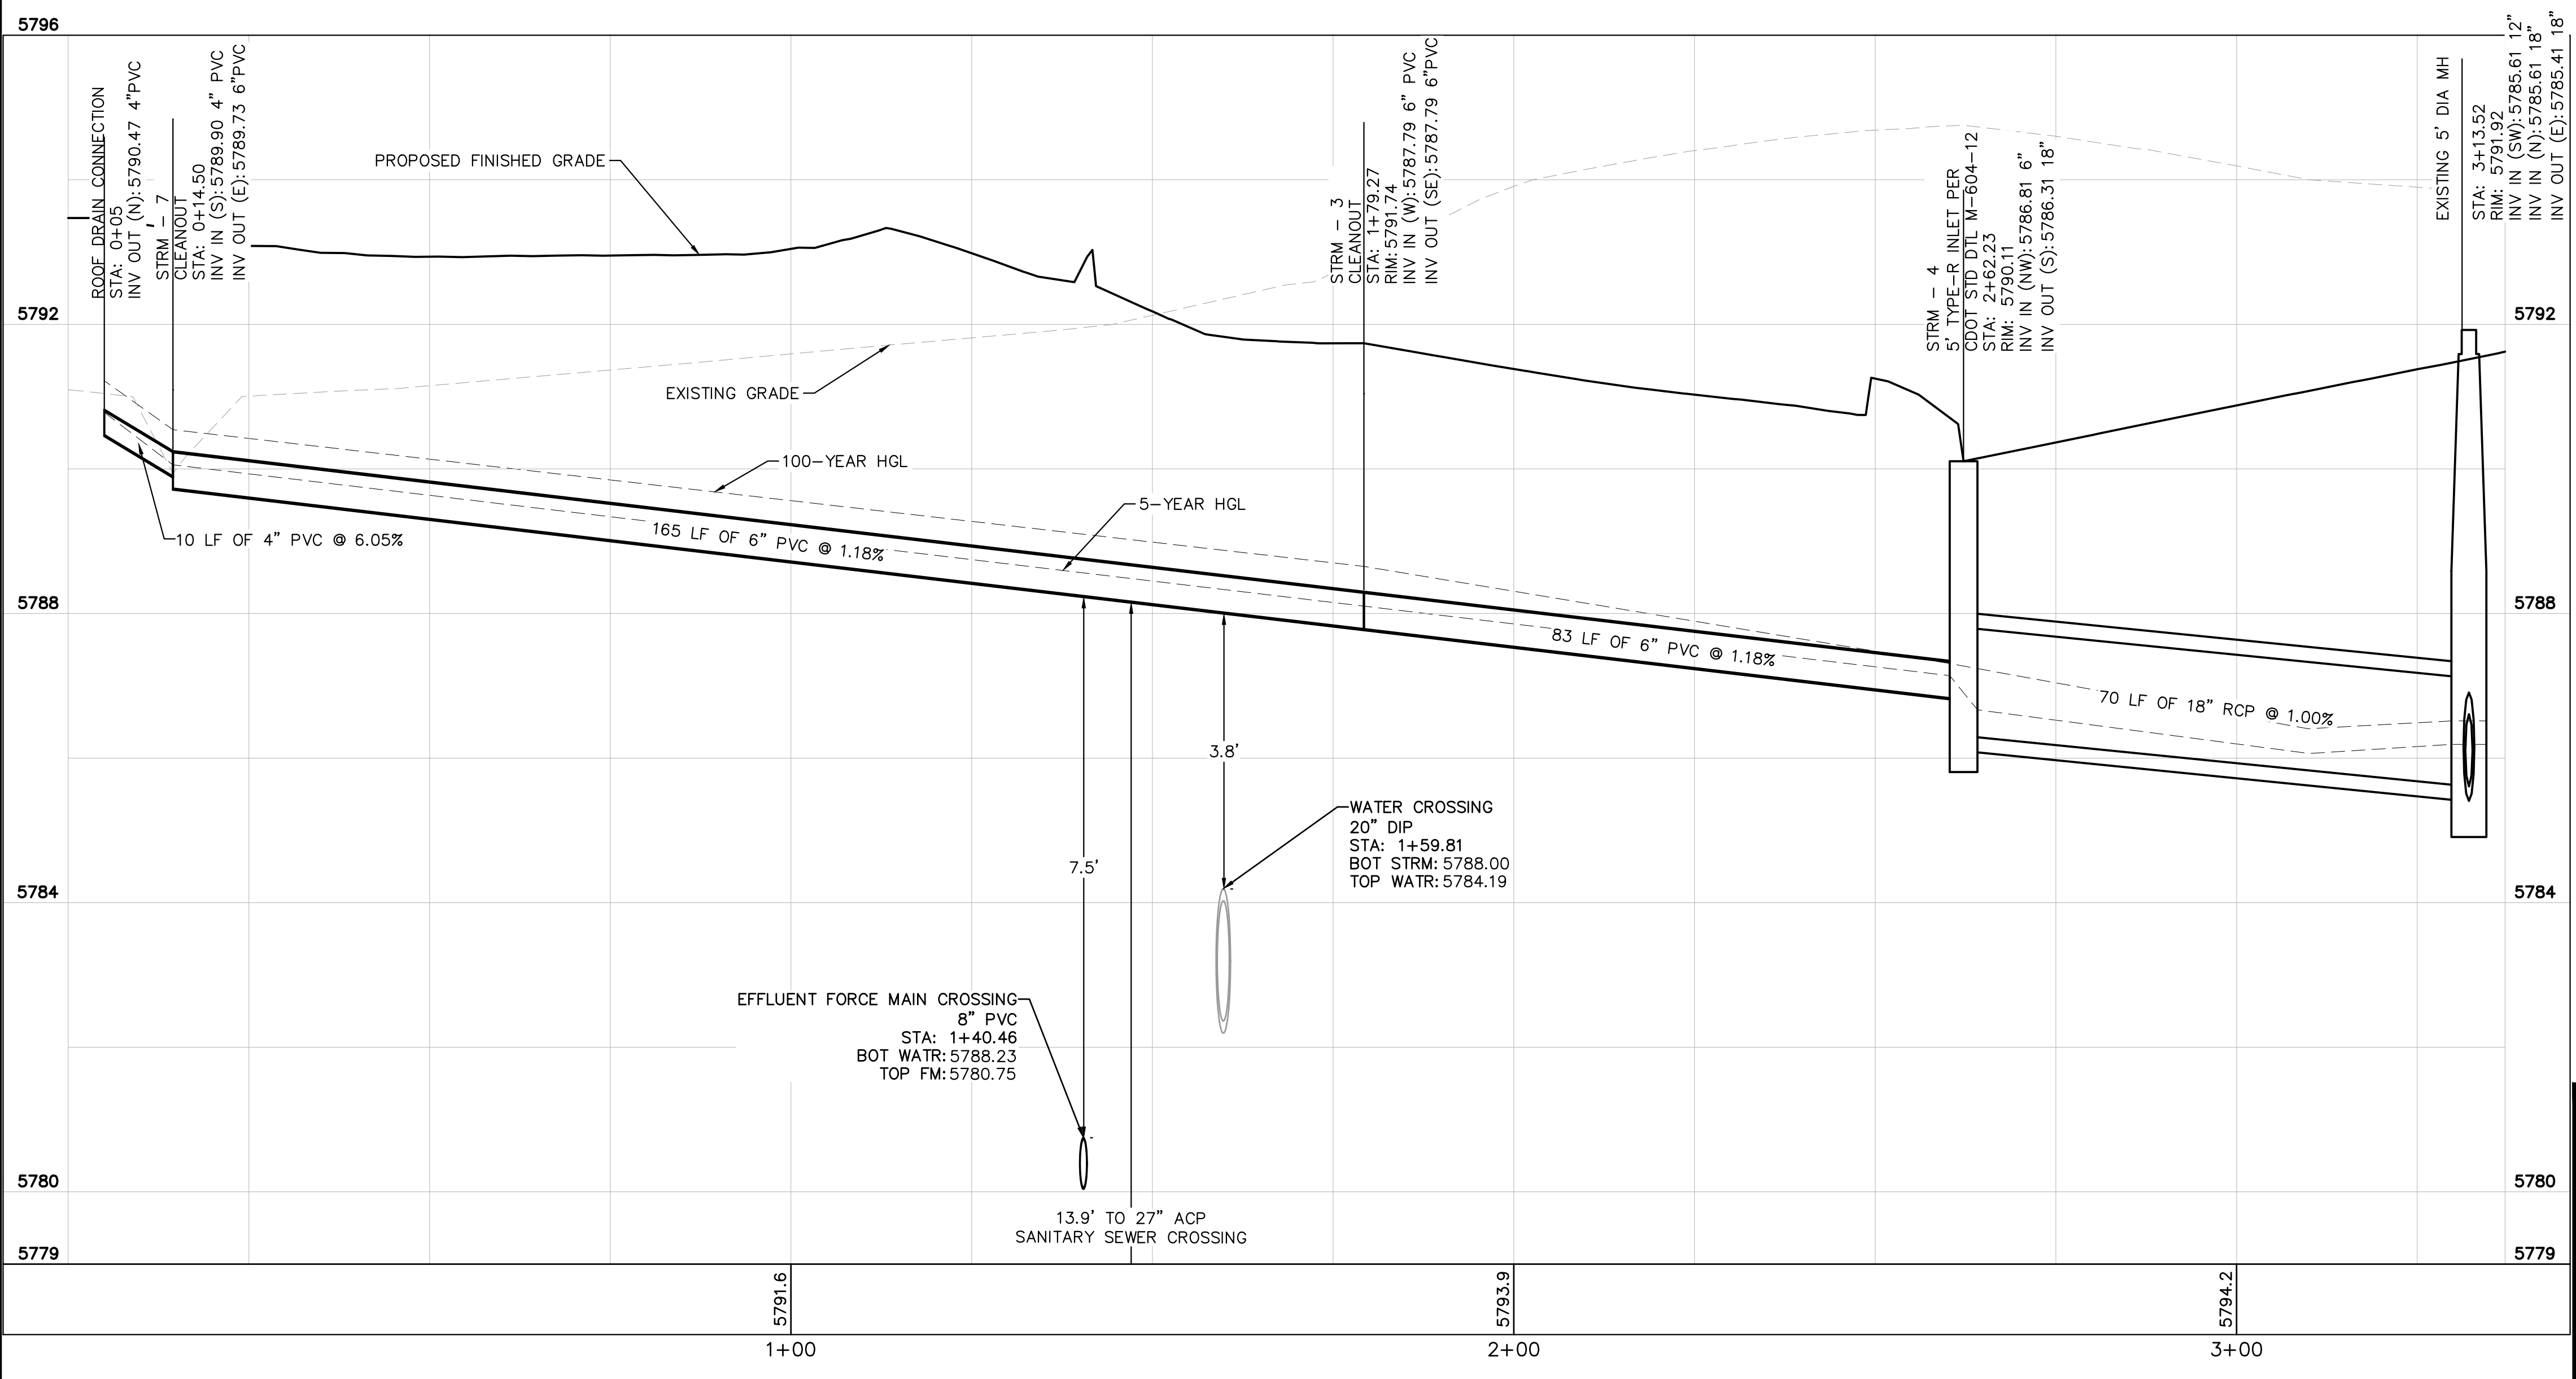 5796
ROOF DRAIN CONNECTION
STA: 0+05
INV OUT (N):5790.47 4"PVC
STRM - 7
CLEANOUT
STA: 0+14.50
INV IN (S):5789.90 4" PVC
INV OUT (E):5789.73 6"PVC
PROPOSED FINISHED GRADE
STRM - 3
CLEANOUT
STA: 1+79.27
RIM:5791.74
INV IN (W):5787.79 6" PVC
INV OUT (SE):5787.79 6"PVC
STRM - 4
5' TYPE-R INLET PER
CDOT STD DTL M-604-12
STA: 2+62.23
RIM: 5790.11
INV IN (NW):5786.81 6"
INV OUT (S):5786.31 18"
EXISTING 5' DIA MH
STA: 3+13.52
RIM: 5791.92
INV IN (SW):5785.61 12"
INV IN (N):5785.61 18"
INV OUT (E):5785.41 18"
5792
5792
EXISTING GRADE
100-YEAR HGL
5-YEAR HGL
10 LF OF 4" PVC @ 6.05%
165 LF OF 6" PVC @ 1.18%
5788
5788
83 LF OF 6" PVC @ 1.18%
70 LF OF 18" RCP @ 1.00%
3.8'
WATER CROSSING
20" DIP
STA: 1+59.81
BOT STRM:5788.00
TOP WATR:5784.19
7.5'
5784
5784
EFFLUENT FORCE MAIN CROSSING
8" PVC
STA: 1+40.46
BOT WATR:5788.23
TOP FM:5780.75
5780
5780
13.9' TO 27" ACP
SANITARY SEWER CROSSING
5779
5779
5791.6
5793.9
5794.2
1+00
2+00
3+00